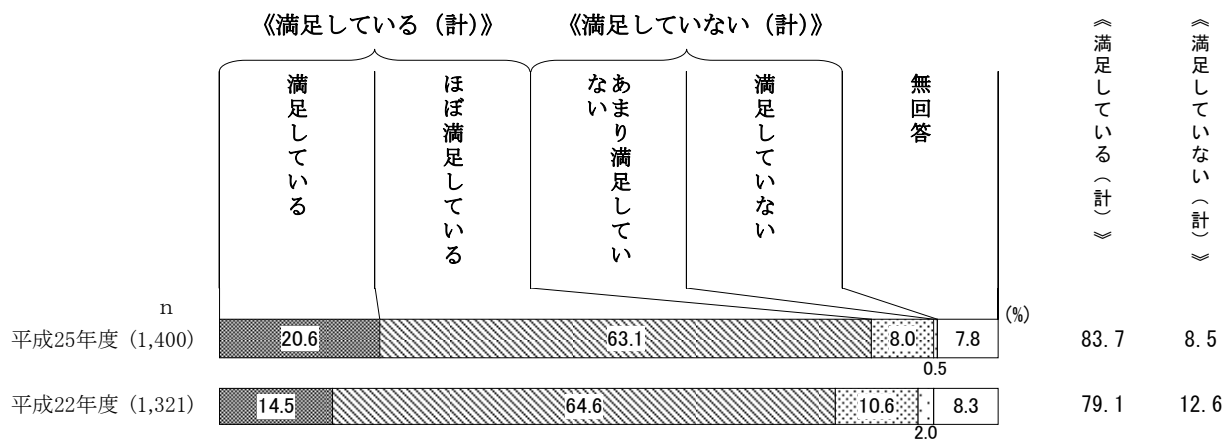 《満足している（計）》
《満足していない（計）》
満足している
ほぼ満足している
あまり満足してい
ない
満足していない
無回答
《満足している（計）》
《満足していない（計）》
n
(%)
平成25年度 (1,400)
20.6
63.1
8.0
0.5
7.8
83.7
8.5
平成22年度 (1,321)
14.5
64.6
10.6
2.0
8.3
79.1
12.6